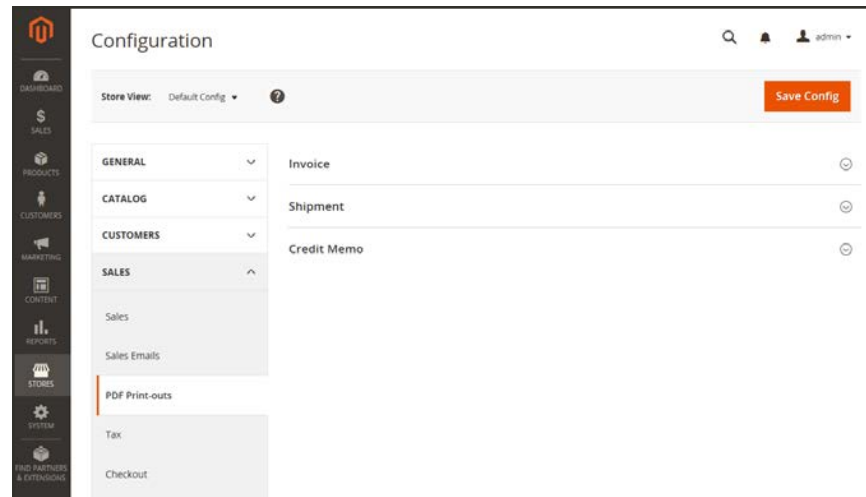 Configuration
admin
DASHBOARD
SALES
PRODUCTS
CUSTOMERS
MARKETING
CONTENT
REPORTS
STORES
SYSTEM
FIND PARTNERS
& EXTENSIONS
Store View: Default Config
?
Save Config
GENERAL
CATALOG
CUSTOMERS
SALES
Sales
Sales Emails
PDF Print-outs
Tax
Checkout
Invoice
Shipment
Credit Memo